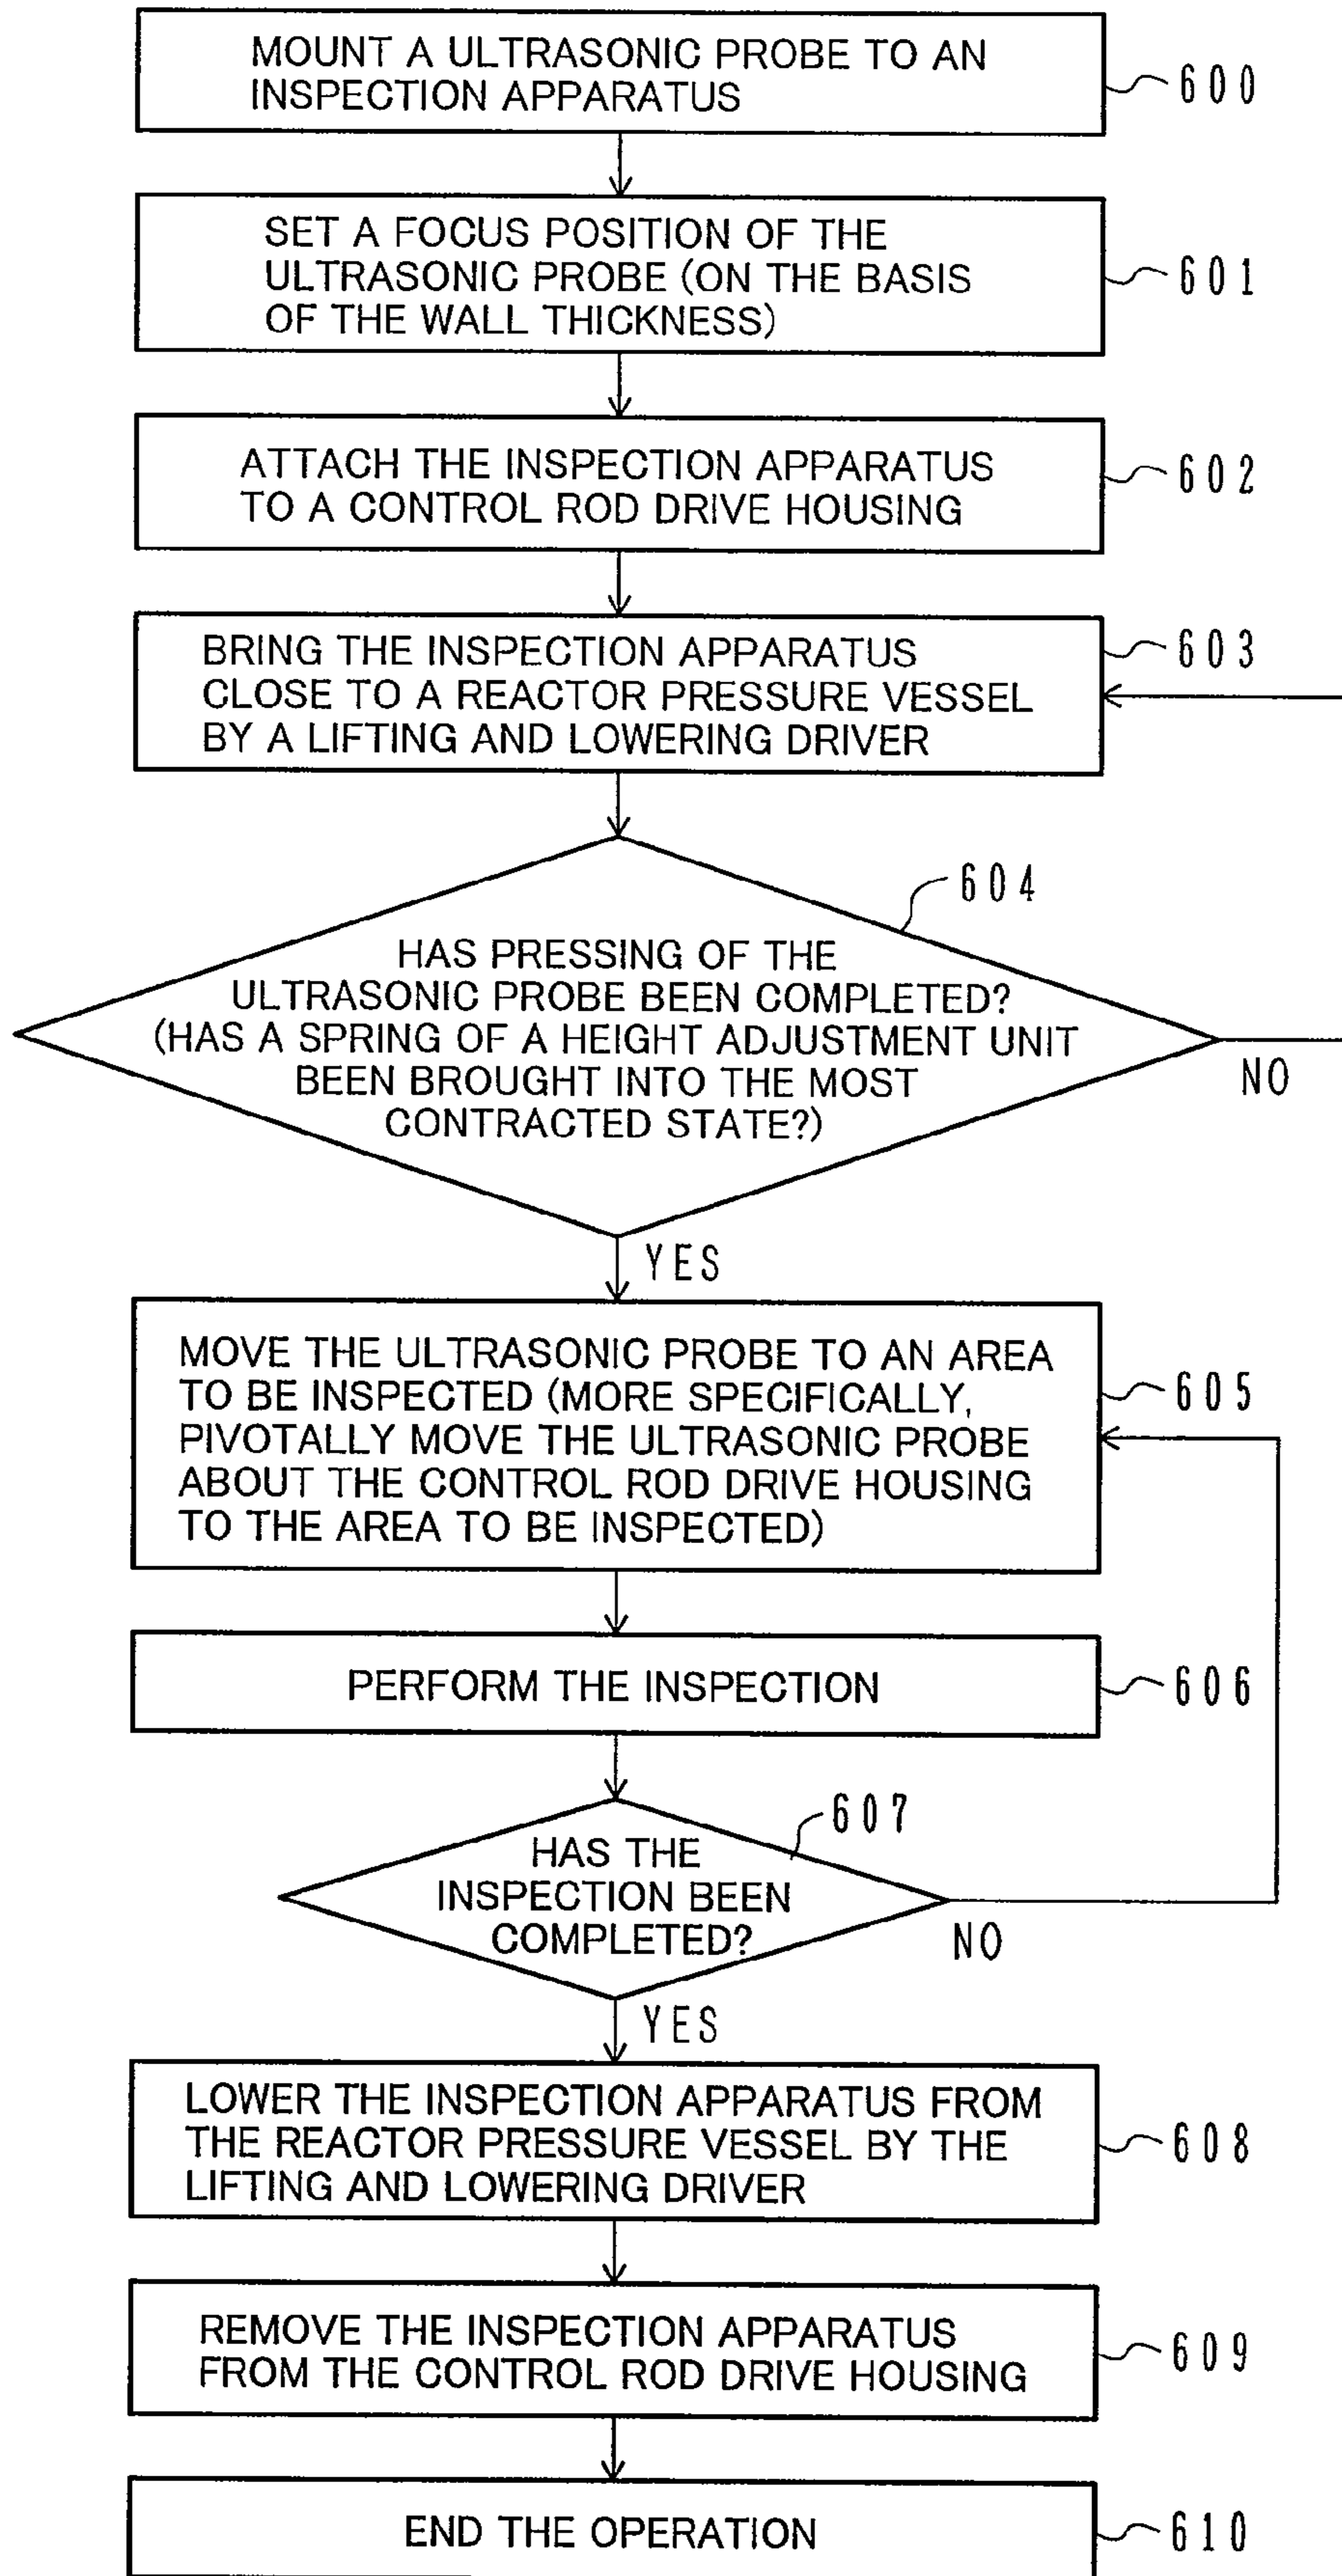 MOUNT A ULTRASONIC PROBE TO AN
INSPECTION APPARATUS
600
SET A FOCUS POSITION OF THE
ULTRASONIC PROBE (ON THE BASIS
OF THE WALL THICKNESS)
601
ATTACH THE INSPECTION APPARATUS
TO A CONTROL ROD DRIVE HOUSING
602
BRING THE INSPECTION APPARATUS
CLOSE TO A REACTOR PRESSURE VESSEL
BY A LIFTING AND LOWERING DRIVER
603
604
HAS PRESSING OF THE
ULTRASONIC PROBE BEEN COMPLETED?
(HAS A SPRING OF A HEIGHT ADJUSTMENT UNIT
BEEN BROUGHT INTO THE MOST
CONTRACTED STATE?)
NO
YES
MOVE THE ULTRASONIC PROBE TO AN AREA
TO BE INSPECTED (MORE SPECIFICALLY,
PIVOTALLY MOVE THE ULTRASONIC PROBE
ABOUT THE CONTROL ROD DRIVE HOUSING
TO THE AREA TO BE INSPECTED)
605
PERFORM THE INSPECTION
606
607
HAS THE
INSPECTION BEEN
COMPLETED?
NO
YES
LOWER THE INSPECTION APPARATUS FROM
THE REACTOR PRESSURE VESSEL BY THE
LIFTING AND LOWERING DRIVER
608
REMOVE THE INSPECTION APPARATUS
FROM THE CONTROL ROD DRIVE HOUSING
609
END THE OPERATION
610